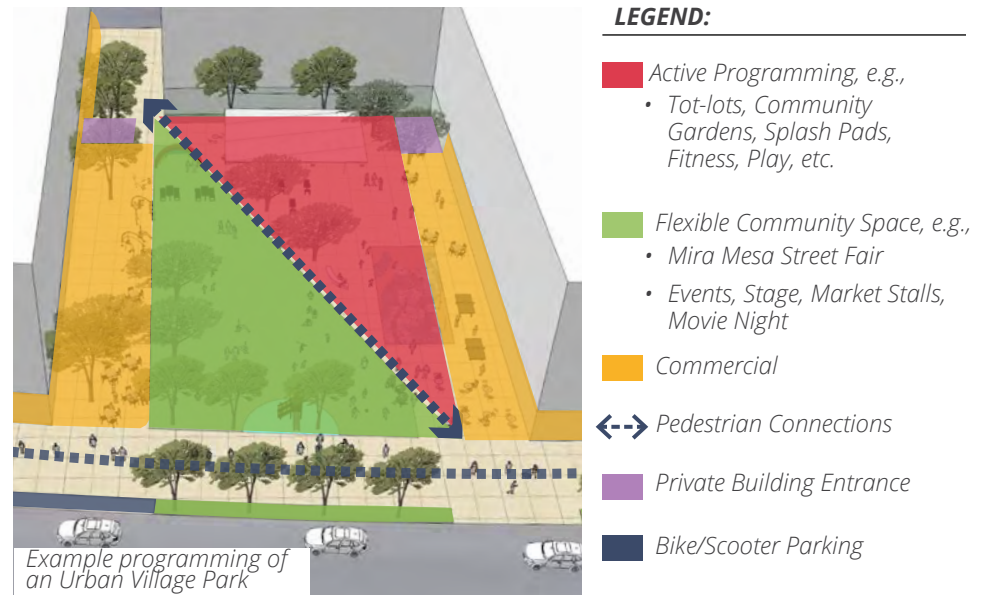 LEGEND:
Active Programming, e.g.,
• Tot-lots, Community
Gardens, Splash Pads,
Fitness, Play, etc.
Flexible Community Space, e.g.,
• Mira Mesa Street Fair
• Events, Stage, Market Stalls,
Movie Night
Commercial
Pedestrian Connections
Private Building Entrance
Bike/Scooter Parking
Example programming of
an Urban Village Park